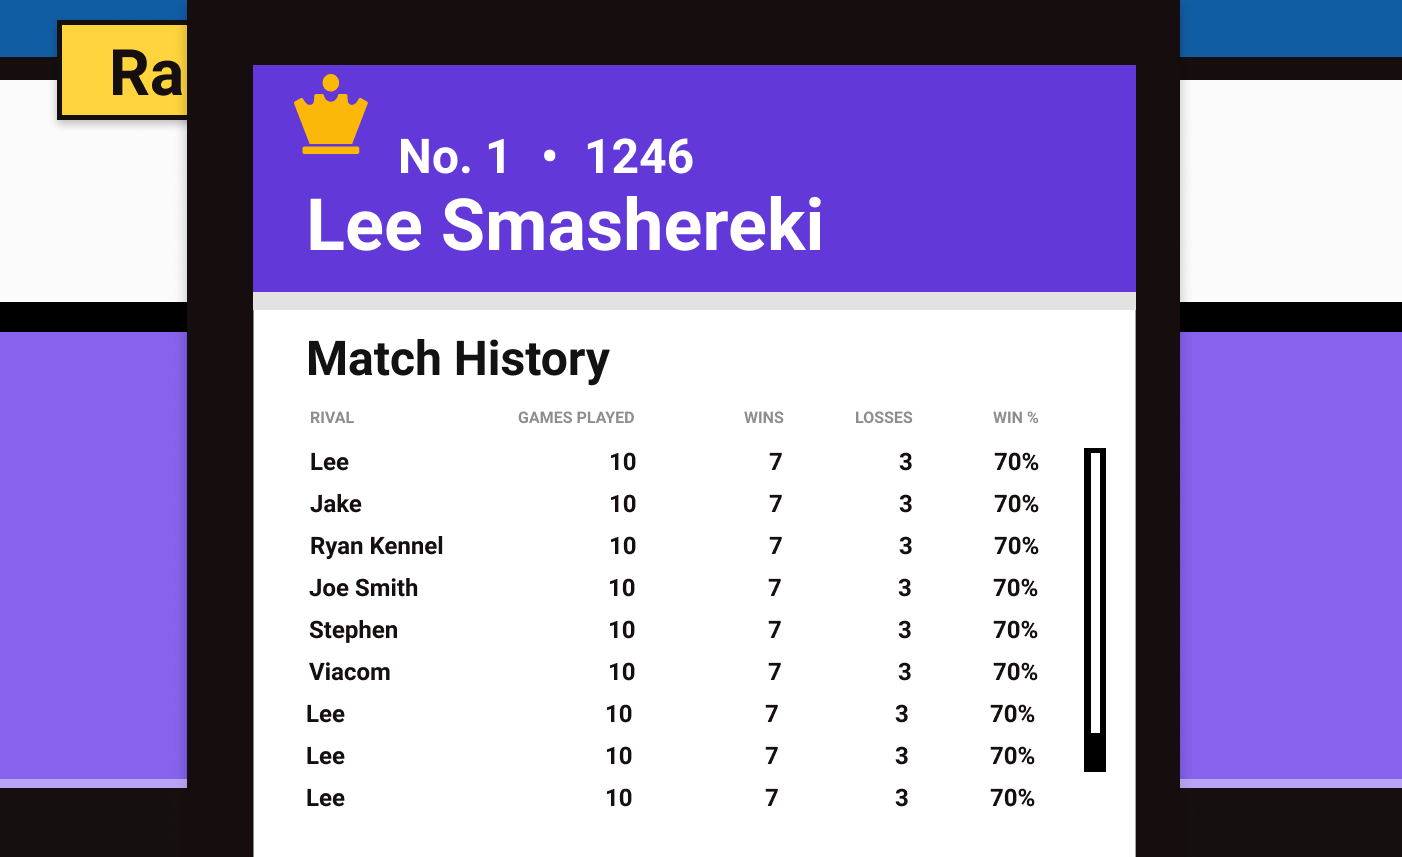 Ra
No. 1 • 1246
Lee Smashereki
Match History
RIVAL GAMES PLAYED WINS LOSSES WIN %
Lee 10 7 3 70%
Jake 10 7 3 70%
Ryan Kennel 10 7 3 70%
Joe Smith 10 7 3 70%
Stephen 10 7 3 70%
Viacom 10 7 3 70%
Lee 10 7 3 70%
Lee 10 7 3 70%
Lee 10 7 3 70%